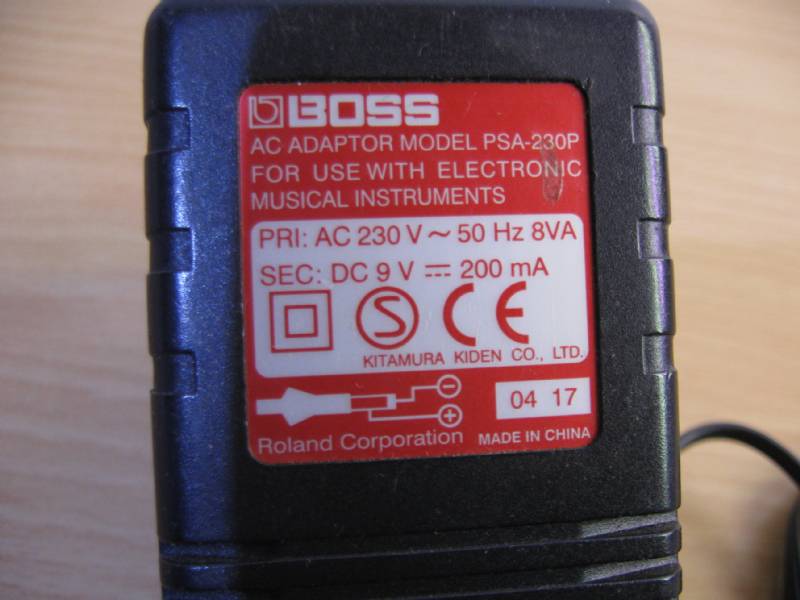 BOSS
AC ADAPTOR MODEL PSA-230P
FOR USE WITH ELECTRONIC
MUSICAL INSTRUMENTS
PRI: AC 230 V ~ 50 Hz 8VA
SEC: DC 9 V ⎓ 200 mA
S CE
KITAMURA KIDEN CO., LTD.
04 17
Roland Corporation MADE IN CHINA